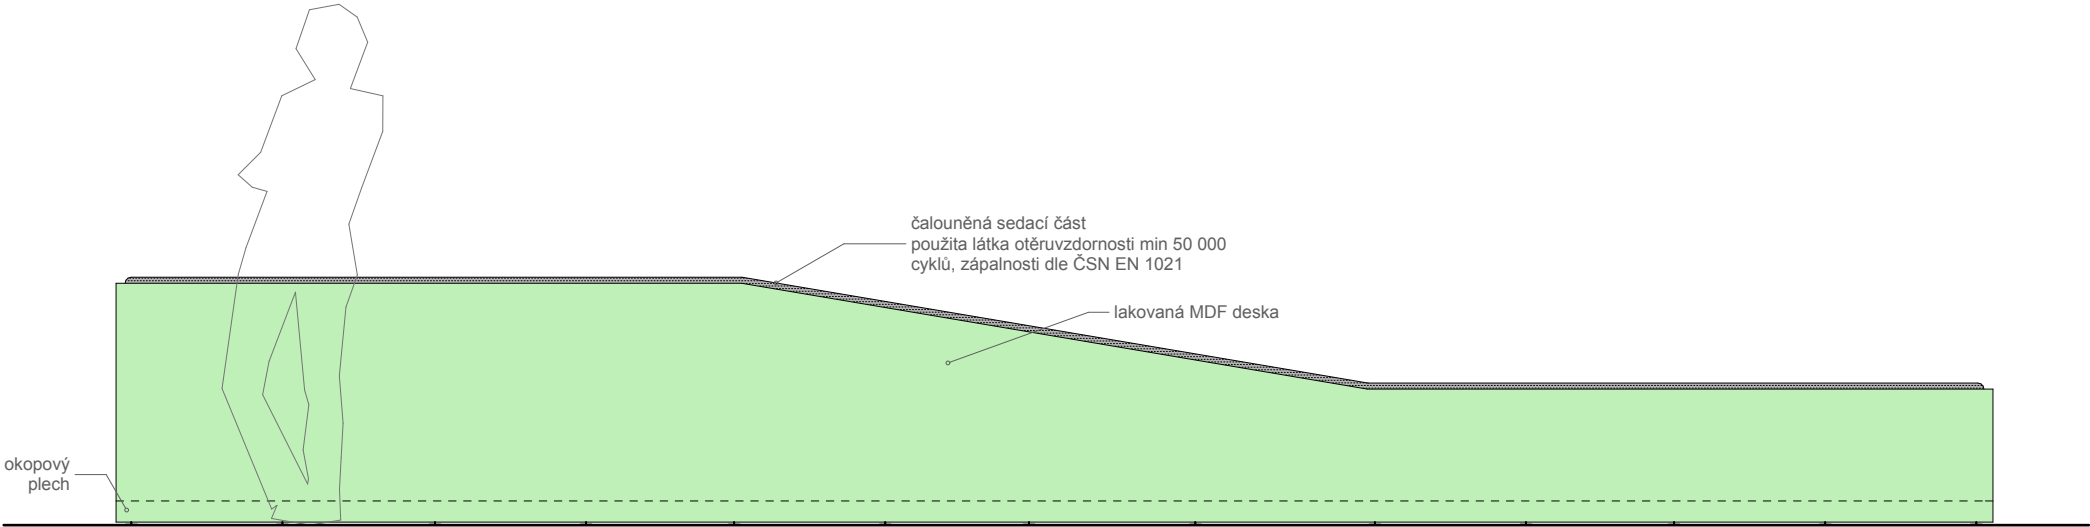 čalouněná sedací část
použita látka otěruvzdornosti min 50 000
cyklů, zápalnosti dle ČSN EN 1021
lakovaná MDF deska
okopový
plech